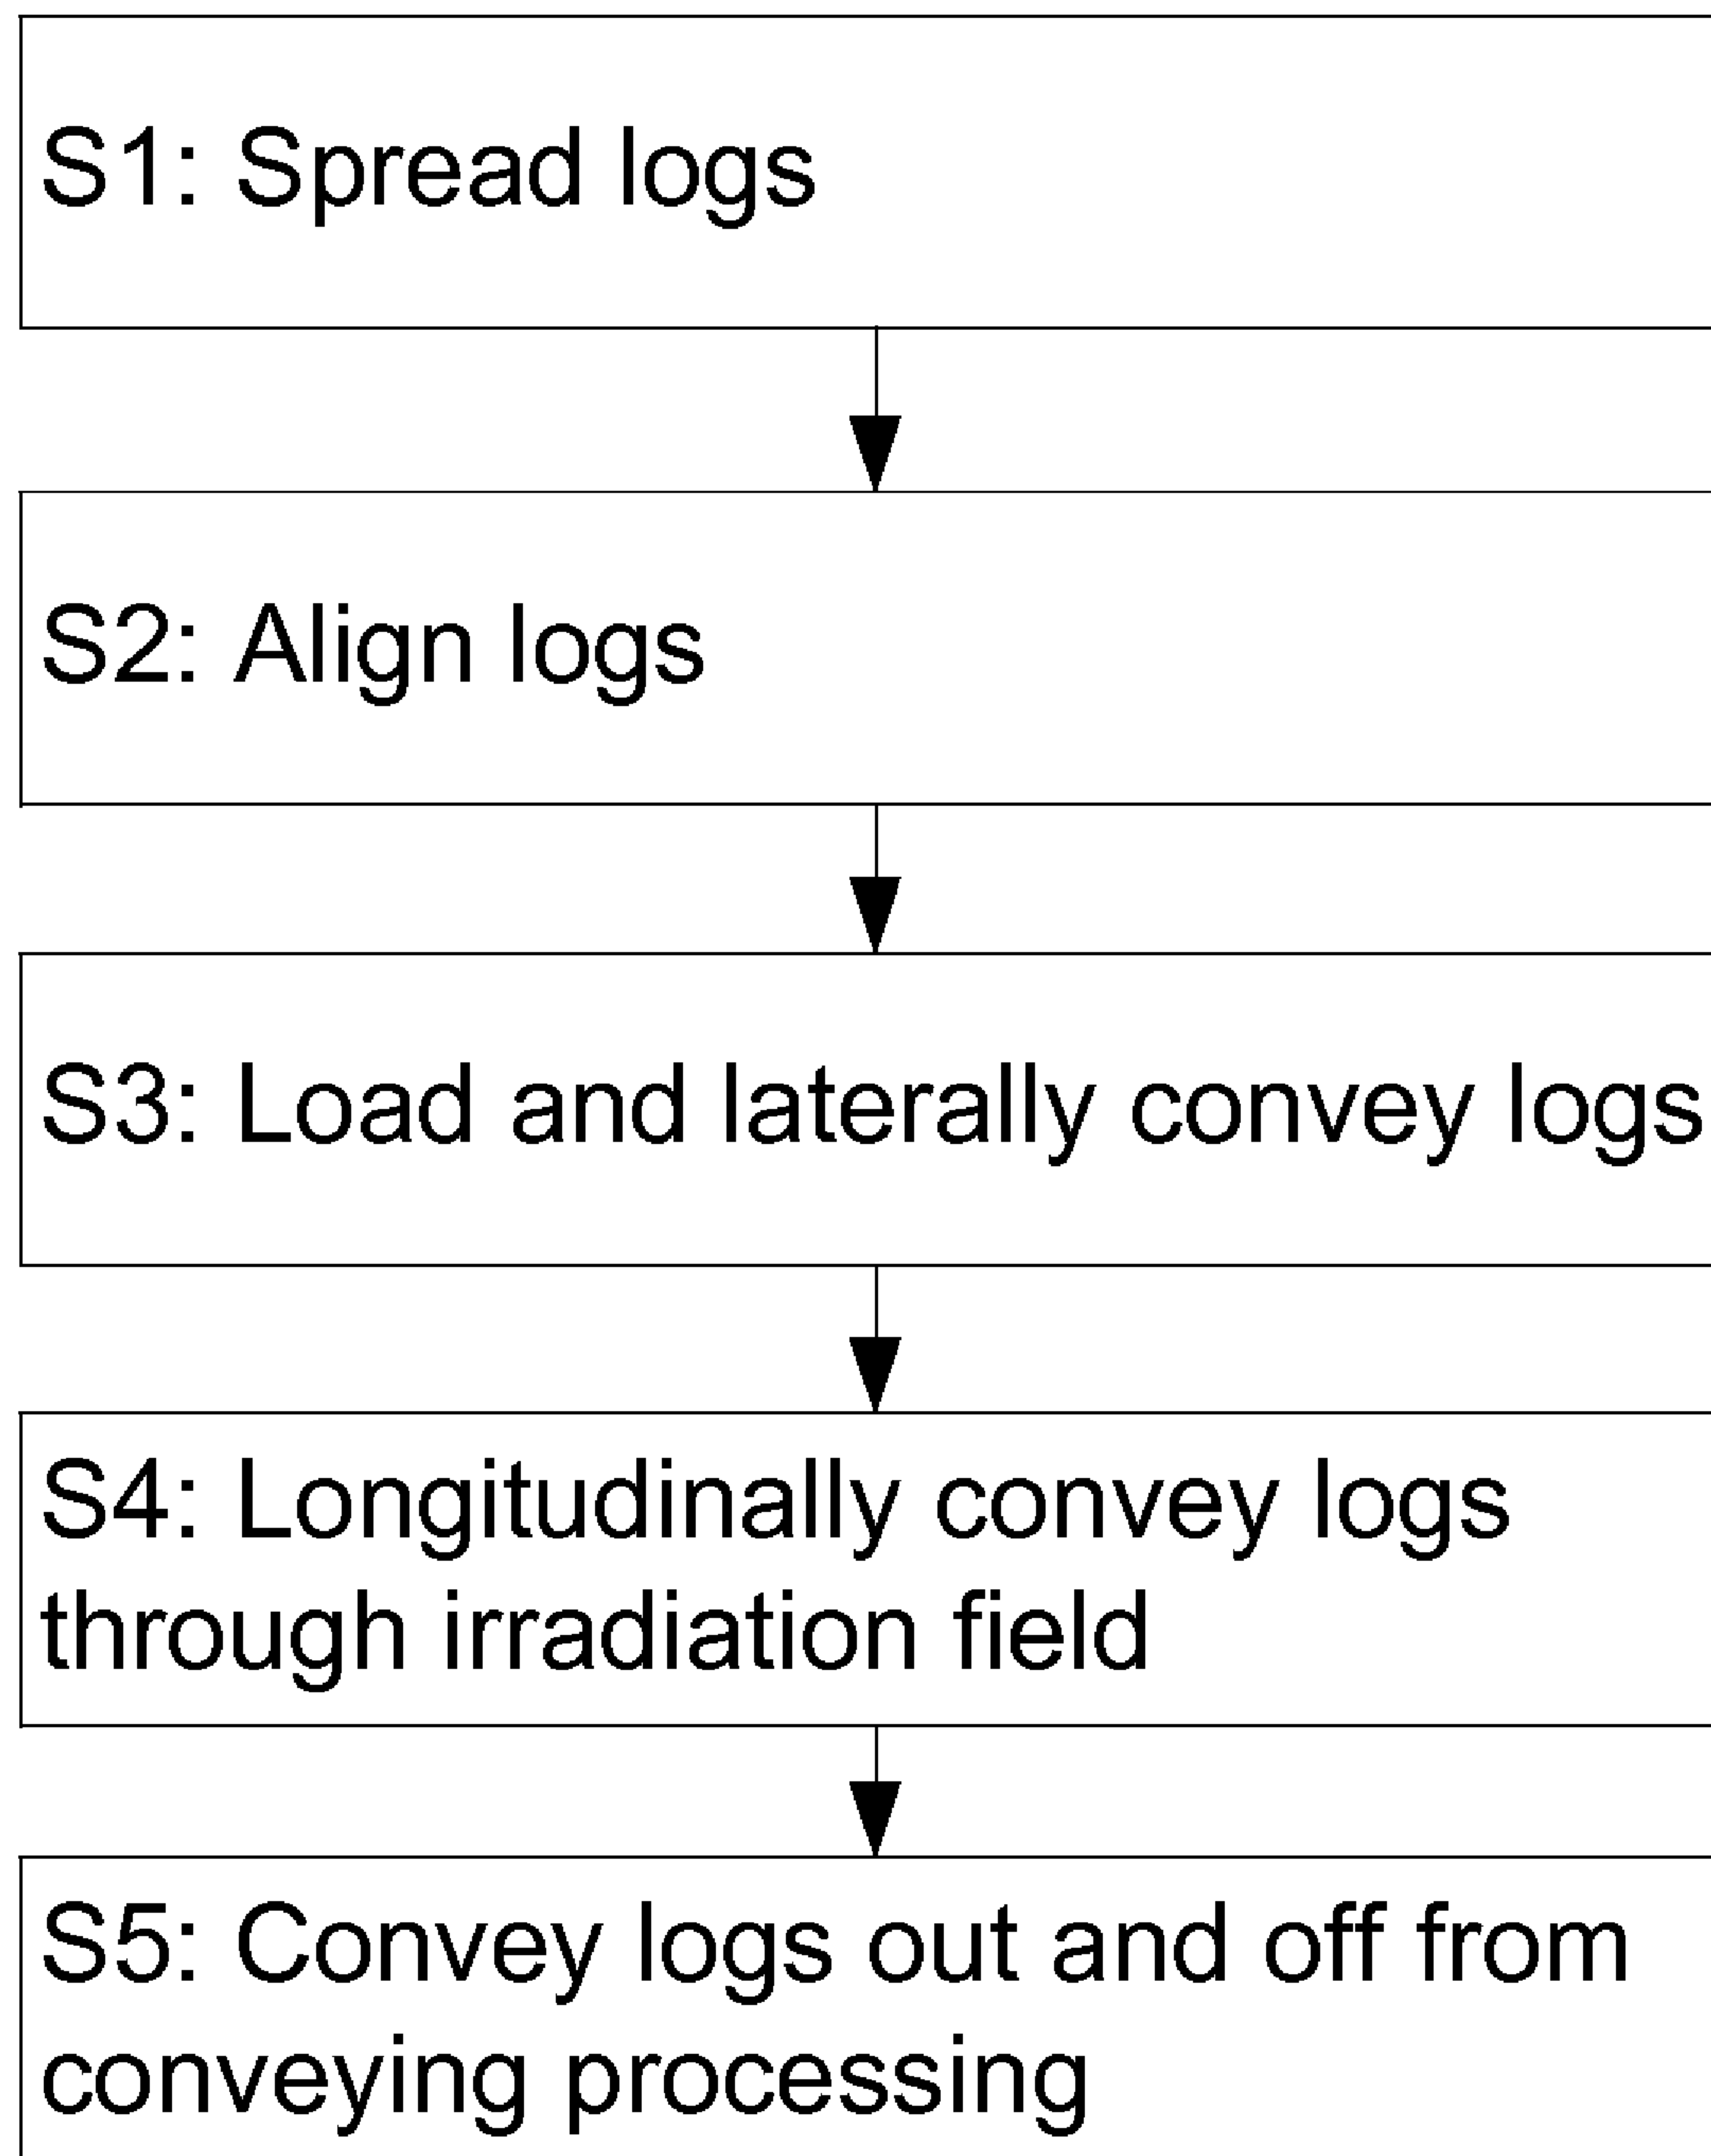 S1: Spread logs
S2: Align logs
S3: Load and laterally convey logs
S4: Longitudinally convey logs
through irradiation field
S5: Convey logs out and off from
conveying processing